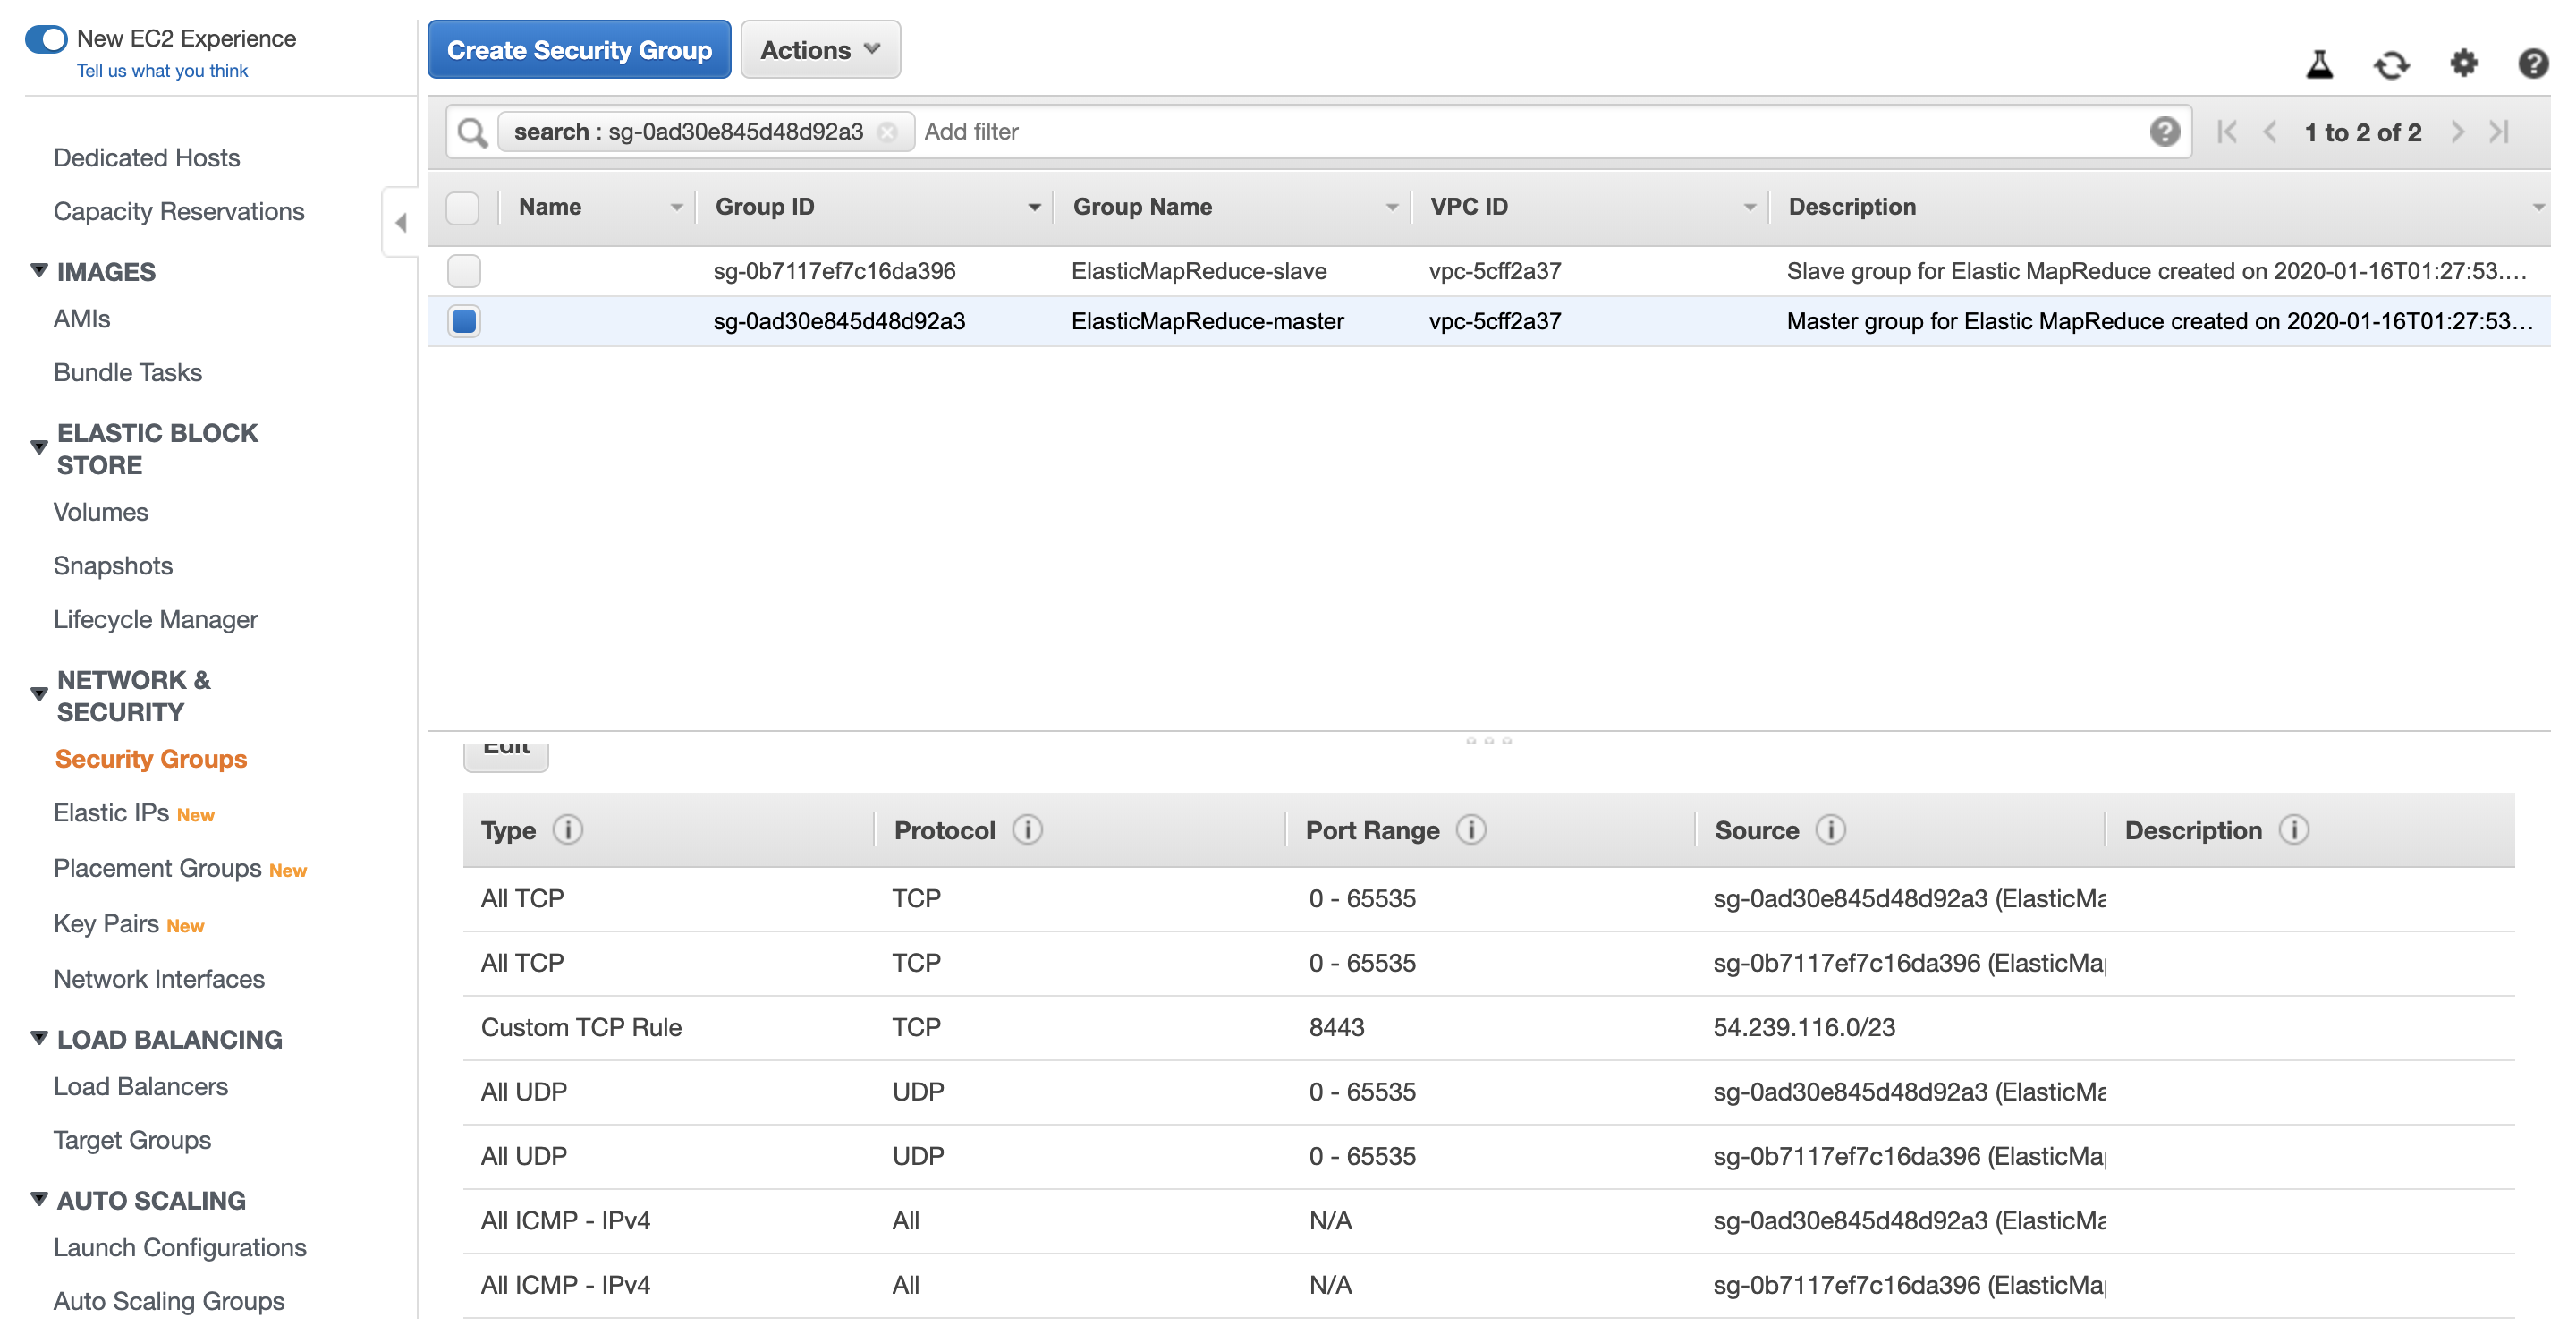 New EC2 Experience
Tell us what you think
Dedicated Hosts
Capacity Reservations
IMAGES
AMIs
Bundle Tasks
ELASTIC BLOCK
STORE
Volumes
Snapshots
Lifecycle Manager
NETWORK &
SECURITY
Security Groups
Elastic IPs New
Placement Groups New
Key Pairs New
Network Interfaces
LOAD BALANCING
Load Balancers
Target Groups
AUTO SCALING
Launch Configurations
Auto Scaling Groups
Create Security Group Actions
search : sg-0ad30e845d48d92a3 Add filter 1 to 2 of 2
Name Group ID Group Name VPC ID Description
sg-0b7117ef7c16da396 ElasticMapReduce-slave vpc-5cff2a37 Slave group for Elastic MapReduce created on 2020-01-16T01:27:53....
sg-0ad30e845d48d92a3 ElasticMapReduce-master vpc-5cff2a37 Master group for Elastic MapReduce created on 2020-01-16T01:27:53...
Edit
Type Protocol Port Range Source Description
All TCP TCP 0 - 65535 sg-0ad30e845d48d92a3 (ElasticMa
All TCP TCP 0 - 65535 sg-0b7117ef7c16da396 (ElasticMa
Custom TCP Rule TCP 8443 54.239.116.0/23
All UDP UDP 0 - 65535 sg-0ad30e845d48d92a3 (ElasticMa
All UDP UDP 0 - 65535 sg-0b7117ef7c16da396 (ElasticMa
All ICMP - IPv4 All N/A sg-0ad30e845d48d92a3 (ElasticMa
All ICMP - IPv4 All N/A sg-0b7117ef7c16da396 (ElasticMa